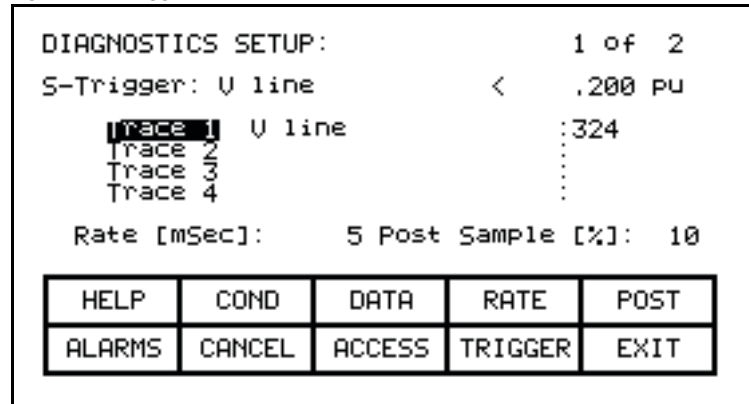 DIAGNOSTICS SETUP: 1 of 2
S-Trigger: V line < .200 pu
Trace 1 V line :324
Trace 2 :
Trace 3 :
Trace 4 :
Rate [mSec]: 5 Post Sample [%]: 10
HELP COND DATA RATE POST
ALARMS CANCEL ACCESS TRIGGER EXIT